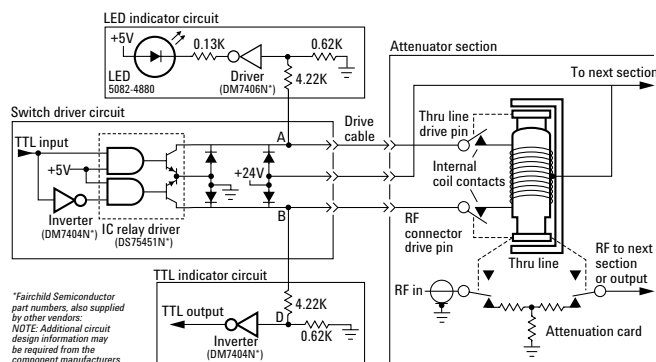 LED indicator circuit
+5V
0.13K
0.62K
LED
5082-4880
Driver
(DM7406N*)
4.22K
Attenuator section
To next section
Switch driver circuit
TTL input
+5V
Inverter
(DM7404N*)
IC relay driver
(DS75451N*)
+24V
A
B
Drive
cable
Thru line
drive pin
Internal
coil contacts
RF
connector
drive pin
Thru line
RF to next
section
or output
RF in
Attenuation card
TTL indicator circuit
TTL output
4.22K
D
Inverter
(DM7404N*)
0.62K
*Fairchild Semiconductor
part numbers, also supplied
by other vendors:
NOTE: Additional circuit
design information may
be required from the
component manufacturers